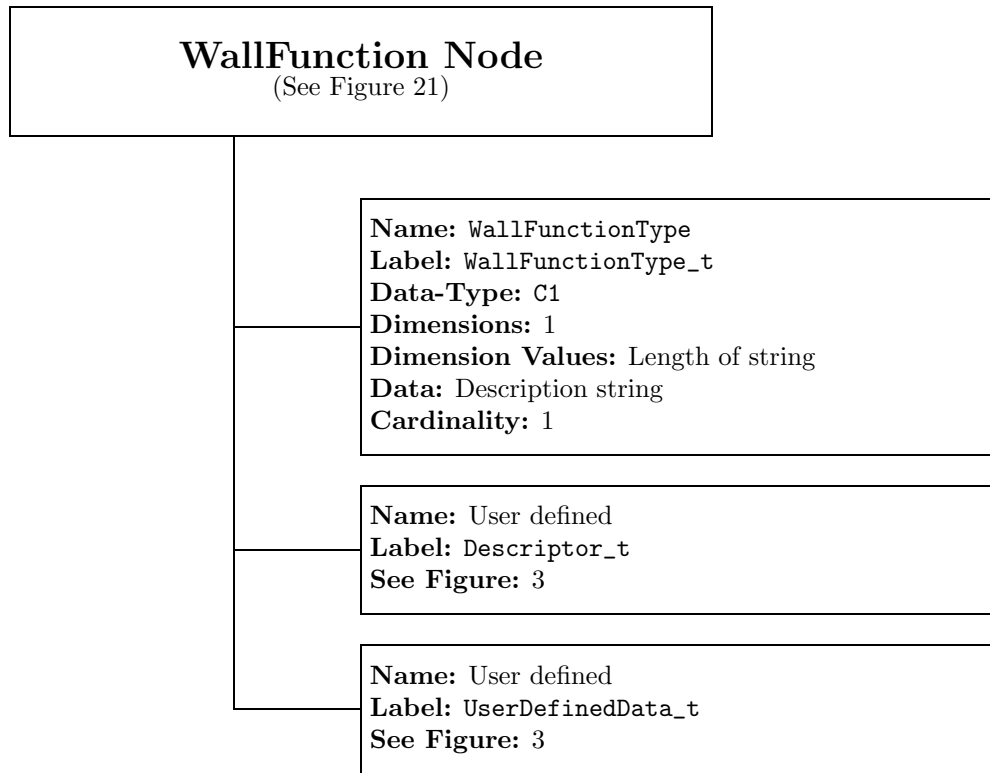 WallFunction Node
(See Figure 21)
Name: WallFunctionType
Label: WallFunctionType_t
Data-Type: C1
Dimensions: 1
Dimension Values: Length of string
Data: Description string
Cardinality: 1
Name: User defined
Label: Descriptor_t
See Figure: 3
Name: User defined
Label: UserDefinedData_t
See Figure: 3